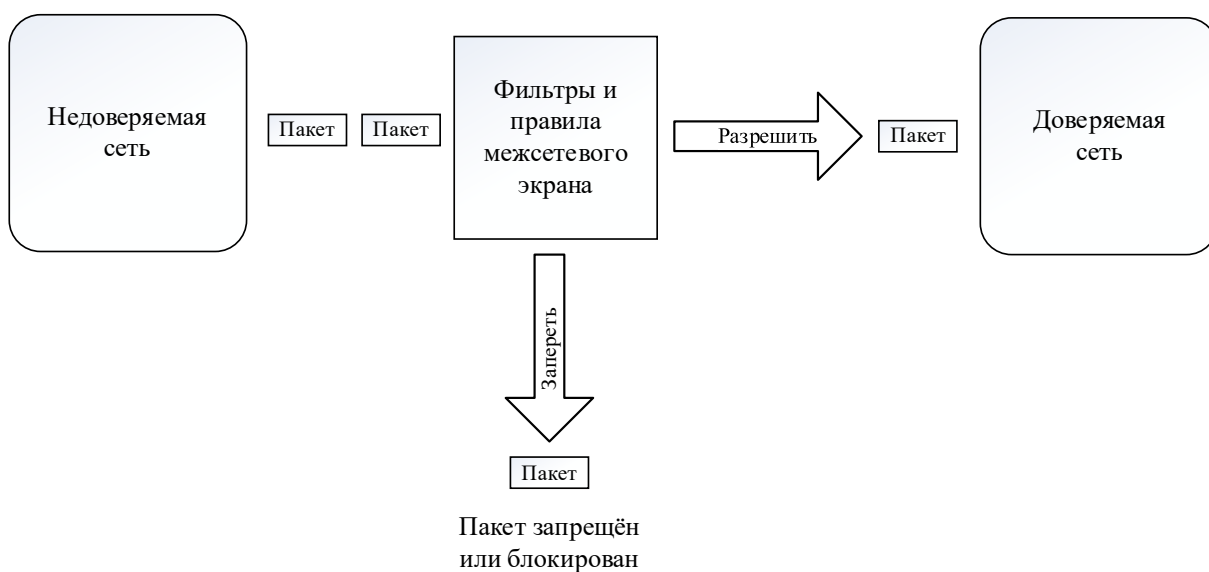 Недоверяемая
сеть
Пакет
Пакет
Фильтры и
правила
межсетевого
экрана
Разрешить
Пакет
Доверяемая
сеть
Запереть
Пакет
Пакет запрещён
или блокирован